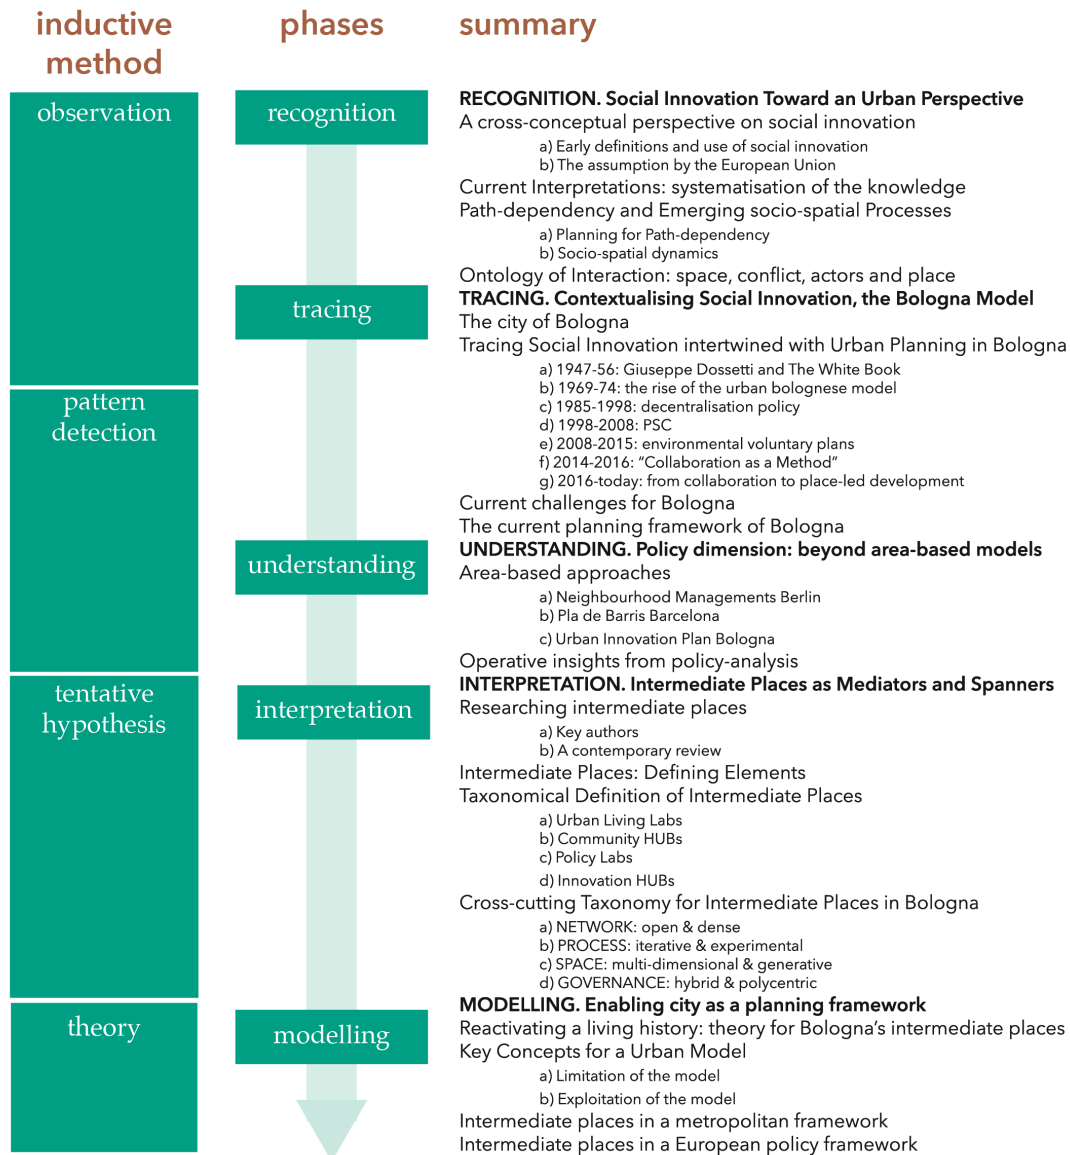 inductive
method
phases
summary
observation
recognition
RECOGNITION. Social Innovation Toward an Urban Perspective
A cross-conceptual perspective on social innovation
a) Early definitions and use of social innovation
b) The assumption by the European Union
Current Interpretations: systematisation of the knowledge
Path-dependency and Emerging socio-spatial Processes
a) Planning for Path-dependency
b) Socio-spatial dynamics
Ontology of Interaction: space, conflict, actors and place
tracing
TRACING. Contextualising Social Innovation, the Bologna Model
The city of Bologna
Tracing Social Innovation intertwined with Urban Planning in Bologna
a) 1947-56: Giuseppe Dossetti and The White Book
b) 1969-74: the rise of the urban bolognese model
pattern
detection
c) 1985-1998: decentralisation policy
d) 1998-2008: PSC
e) 2008-2015: environmental voluntary plans
f) 2014-2016: “Collaboration as a Method“
g) 2016-today: from collaboration to place-led development
Current challenges for Bologna
The current planning framework of Bologna
understanding
UNDERSTANDING. Policy dimension: beyond area-based models
Area-based approaches
a) Neighbourhood Managements Berlin
b) Pla de Barris Barcelona
c) Urban Innovation Plan Bologna
Operative insights from policy-analysis
tentative
hypothesis
interpretation
INTERPRETATION. Intermediate Places as Mediators and Spanners
Researching intermediate places
a) Key authors
b) A contemporary review
Intermediate Places: Defining Elements
Taxonomical Definition of Intermediate Places
a) Urban Living Labs
b) Community HUBs
c) Policy Labs
d) Innovation HUBs
Cross-cutting Taxonomy for Intermediate Places in Bologna
a) NETWORK: open & dense
b) PROCESS: iterative & experimental
c) SPACE: multi-dimensional & generative
d) GOVERNANCE: hybrid & polycentric
theory
modelling
MODELLING. Enabling city as a planning framework
Reactivating a living history: theory for Bologna’s intermediate places
Key Concepts for a Urban Model
a) Limitation of the model
b) Exploitation of the model
Intermediate places in a metropolitan framework
Intermediate places in a European policy framework